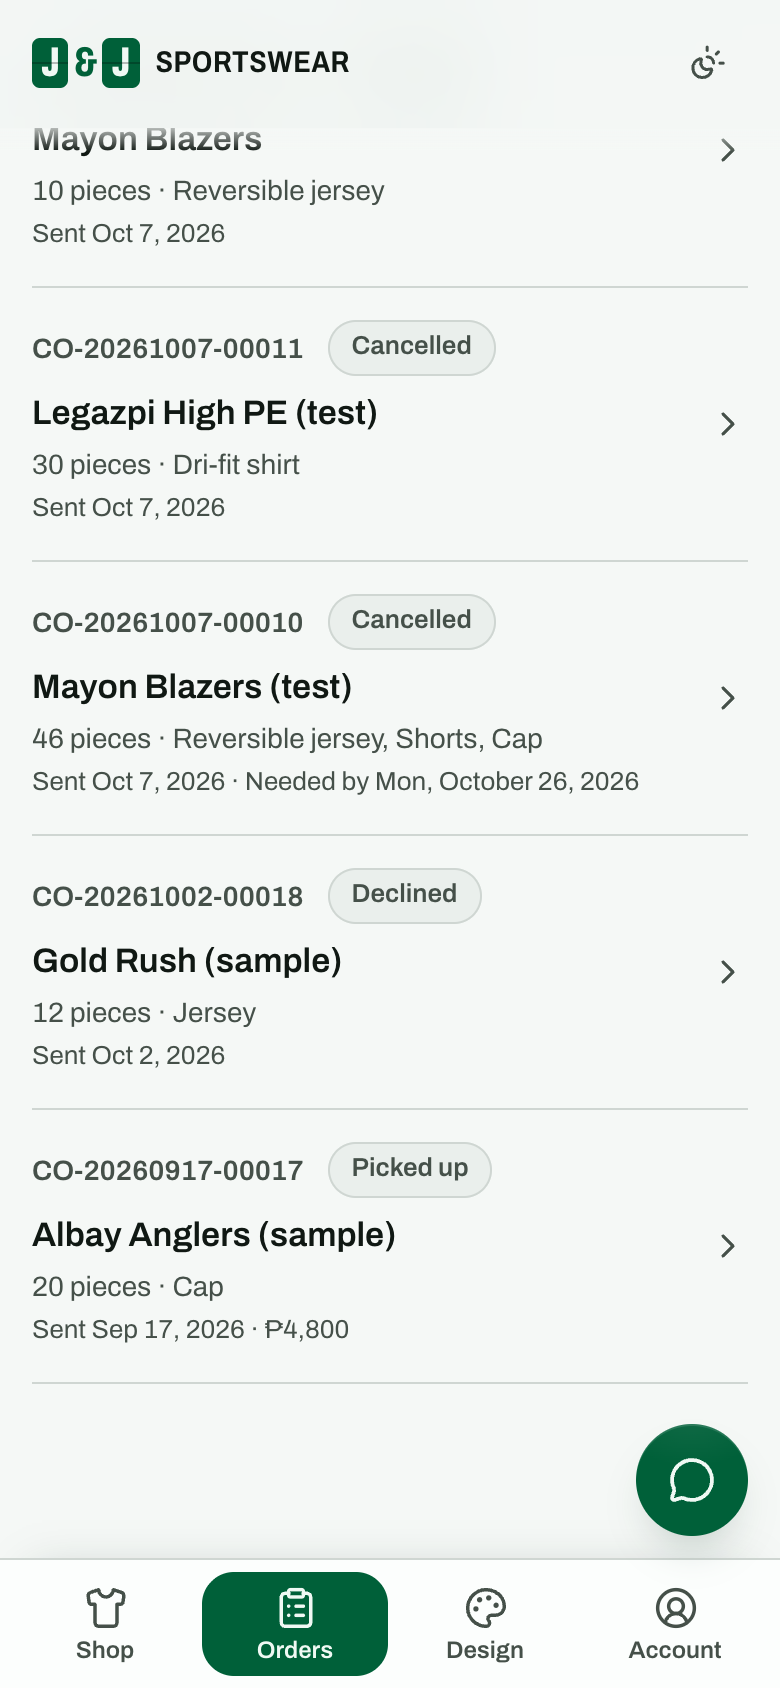 J & J SPORTSWEAR
Mayon Blazers
10 pieces · Reversible jersey
Sent Oct 7, 2026
CO-20261007-00011 Cancelled
Legazpi High PE (test)
30 pieces · Dri-fit shirt
Sent Oct 7, 2026
CO-20261007-00010 Cancelled
Mayon Blazers (test)
46 pieces · Reversible jersey, Shorts, Cap
Sent Oct 7, 2026 · Needed by Mon, October 26, 2026
CO-20261002-00018 Declined
Gold Rush (sample)
12 pieces · Jersey
Sent Oct 2, 2026
CO-20260917-00017 Picked up
Albay Anglers (sample)
20 pieces · Cap
Sent Sep 17, 2026 · ₱4,800
Shop Orders Design Account